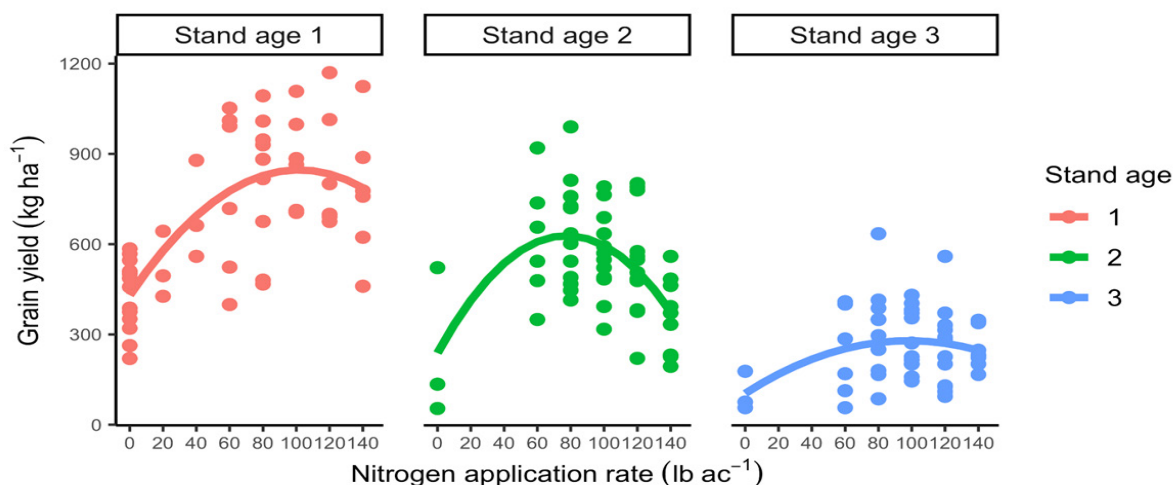 Stand age 1 Stand age 2 Stand age 3
1200
900
600
300
0
Grain yield (kg ha⁻¹)
0 20 40 60 80 100 120 140 0 20 40 60 80 100 120 140 0 20 40 60 80 100 120 140
Nitrogen application rate (lb ac⁻¹)
Stand age
1
2
3